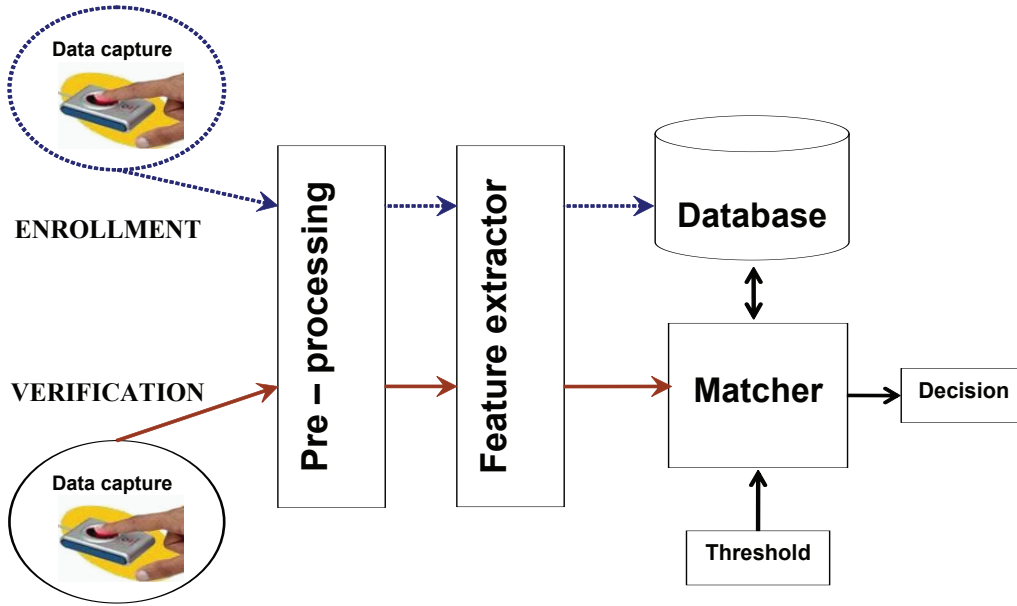 Data capture
ENROLLMENT
Pre – processing
Feature extractor
Database
VERIFICATION
Data capture
Matcher
Decision
Threshold